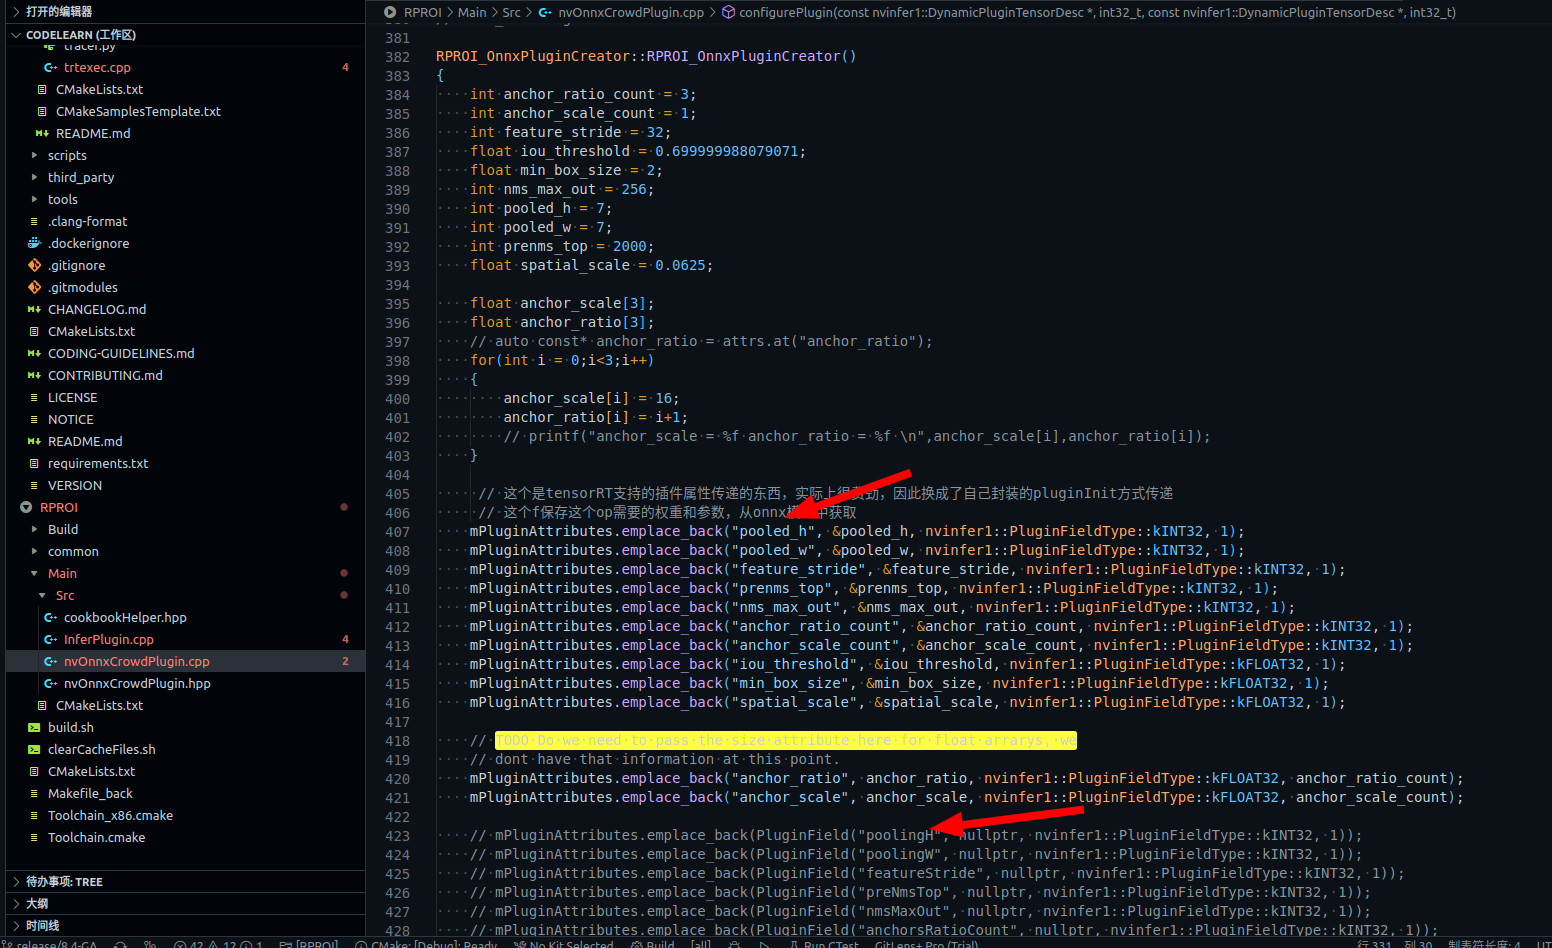 打开的编辑器
CODELEARN (工作区)
tracer.py
trtexec.cpp 4
CMakeLists.txt
CMakeSamplesTemplate.txt
README.md
scripts
third_party
tools
.clang-format
.dockerignore
.gitignore
.gitmodules
CHANGELOG.md
CMakeLists.txt
CODING-GUIDELINES.md
CONTRIBUTING.md
LICENSE
NOTICE
README.md
requirements.txt
VERSION
RPROI
Build
common
Main
Src
cookbookHelper.hpp
InferPlugin.cpp 4
nvOnnxCrowdPlugin.cpp 2
nvOnnxCrowdPlugin.hpp
CMakeLists.txt
build.sh
clearCacheFiles.sh
CMakeLists.txt
Makefile_back
Toolchain_x86.cmake
Toolchain.cmake
待办事项: TREE
大纲
时间线
RPROI > Main > Src > nvOnnxCrowdPlugin.cpp > configurePlugin(const nvinfer1::DynamicPluginTensorDesc *, int32_t, const nvinfer1::DynamicPluginTensorDesc *, int32_t)
381
382 RPROI_OnnxPluginCreator::RPROI_OnnxPluginCreator()
383 {
384 int anchor_ratio_count = 3;
385 int anchor_scale_count = 1;
386 int feature_stride = 32;
387 float iou_threshold = 0.699999988079071;
388 float min_box_size = 2;
389 int nms_max_out = 256;
390 int pooled_h = 7;
391 int pooled_w = 7;
392 int prenms_top = 2000;
393 float spatial_scale = 0.0625;
394
395 float anchor_scale[3];
396 float anchor_ratio[3];
397 // auto const* anchor_ratio = attrs.at("anchor_ratio");
398 for(int i = 0;i<3;i++)
399 {
400 anchor_scale[i] = 16;
401 anchor_ratio[i] = i+1;
402 // printf("anchor_scale = %f anchor_ratio = %f \n",anchor_scale[i],anchor_ratio[i]);
403 }
404
405 // 这个是tensorRT支持的插件属性传递的东西，实际上很费劲，因此换成了自己封装的pluginInit方式传递
406 // 这个f保存这个op需要的权重和参数，从onnx模型中获取
407 mPluginAttributes.emplace_back("pooled_h", &pooled_h, nvinfer1::PluginFieldType::kINT32, 1);
408 mPluginAttributes.emplace_back("pooled_w", &pooled_w, nvinfer1::PluginFieldType::kINT32, 1);
409 mPluginAttributes.emplace_back("feature_stride", &feature_stride, nvinfer1::PluginFieldType::kINT32, 1);
410 mPluginAttributes.emplace_back("prenms_top", &prenms_top, nvinfer1::PluginFieldType::kINT32, 1);
411 mPluginAttributes.emplace_back("nms_max_out", &nms_max_out, nvinfer1::PluginFieldType::kINT32, 1);
412 mPluginAttributes.emplace_back("anchor_ratio_count", &anchor_ratio_count, nvinfer1::PluginFieldType::kINT32, 1);
413 mPluginAttributes.emplace_back("anchor_scale_count", &anchor_scale_count, nvinfer1::PluginFieldType::kINT32, 1);
414 mPluginAttributes.emplace_back("iou_threshold", &iou_threshold, nvinfer1::PluginFieldType::kFLOAT32, 1);
415 mPluginAttributes.emplace_back("min_box_size", &min_box_size, nvinfer1::PluginFieldType::kFLOAT32, 1);
416 mPluginAttributes.emplace_back("spatial_scale", &spatial_scale, nvinfer1::PluginFieldType::kFLOAT32, 1);
417
418 // TODO Do we need to pass the size attribute here for float arrarys, we
419 // dont have that information at this point.
420 mPluginAttributes.emplace_back("anchor_ratio", anchor_ratio, nvinfer1::PluginFieldType::kFLOAT32, anchor_ratio_count);
421 mPluginAttributes.emplace_back("anchor_scale", anchor_scale, nvinfer1::PluginFieldType::kFLOAT32, anchor_scale_count);
422
423 // mPluginAttributes.emplace_back(PluginField("poolingH", nullptr, nvinfer1::PluginFieldType::kINT32, 1));
424 // mPluginAttributes.emplace_back(PluginField("poolingW", nullptr, nvinfer1::PluginFieldType::kINT32, 1));
425 // mPluginAttributes.emplace_back(PluginField("featureStride", nullptr, nvinfer1::PluginFieldType::kINT32, 1));
426 // mPluginAttributes.emplace_back(PluginField("preNmsTop", nullptr, nvinfer1::PluginFieldType::kINT32, 1));
427 // mPluginAttributes.emplace_back(PluginField("nmsMaxOut", nullptr, nvinfer1::PluginFieldType::kINT32, 1));
428 // mPluginAttributes.emplace_back(PluginField("anchorsRatioCount", nullptr, nvinfer1::PluginFieldType::kINT32, 1));
release/8.4-GA 42 12 1 [RPROI] CMake: [Debug]: Ready No Kit Selected Build [all] Run CTest GitLens+ Pro (Trial) 行 331, 列 30 制表符长度: 4